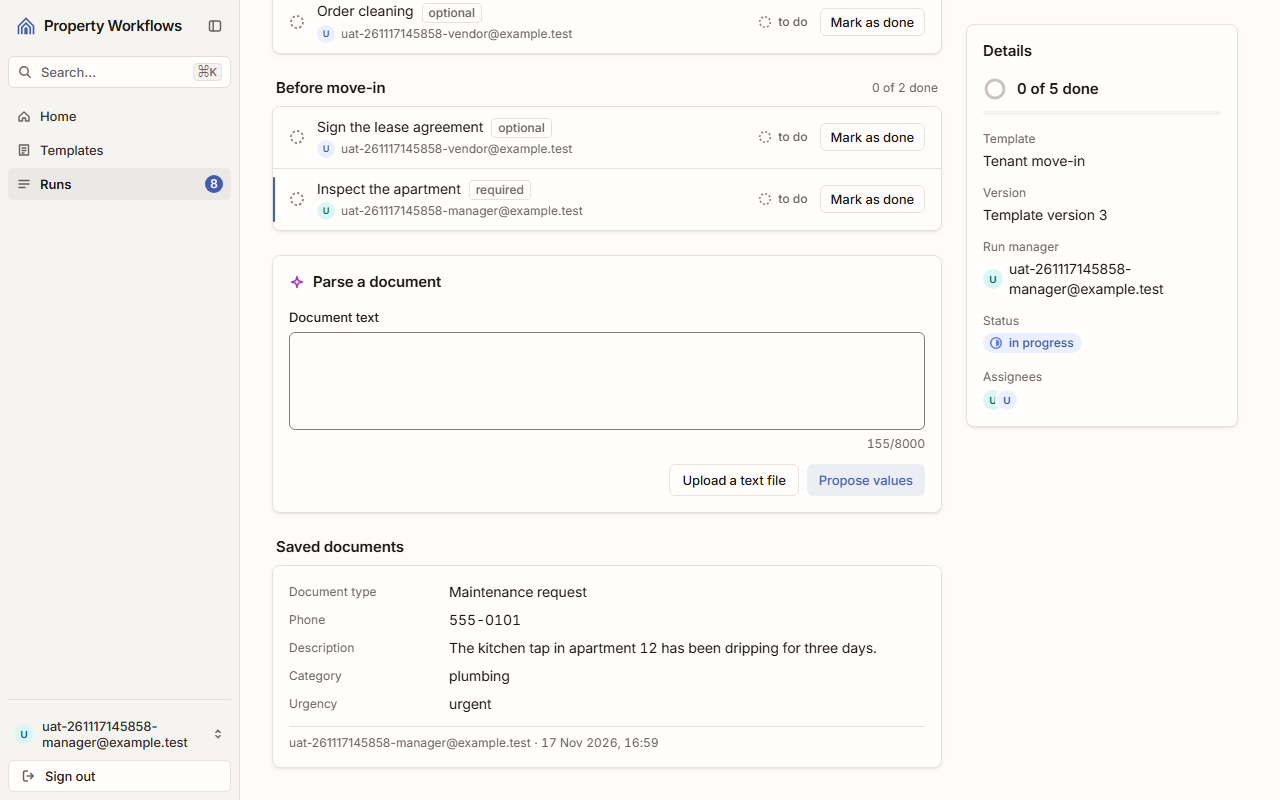 Property Workflows
Search...
⌘K
Home
Templates
Runs
8
uat-261117145858-
manager@example.test
U
Sign out
Order cleaning
optional
U
uat-261117145858-vendor@example.test
to do
Mark as done
Before move-in
0 of 2 done
Sign the lease agreement
optional
U
uat-261117145858-vendor@example.test
to do
Mark as done
Inspect the apartment
required
U
uat-261117145858-manager@example.test
to do
Mark as done
Parse a document
Document text
155/8000
Upload a text file
Propose values
Saved documents
Document type
Maintenance request
Phone
555-0101
Description
The kitchen tap in apartment 12 has been dripping for three days.
Category
plumbing
Urgency
urgent
uat-261117145858-manager@example.test · 17 Nov 2026, 16:59
Details
0 of 5 done
Template
Tenant move-in
Version
Template version 3
Run manager
U
uat-261117145858-
manager@example.test
Status
in progress
Assignees
U
U